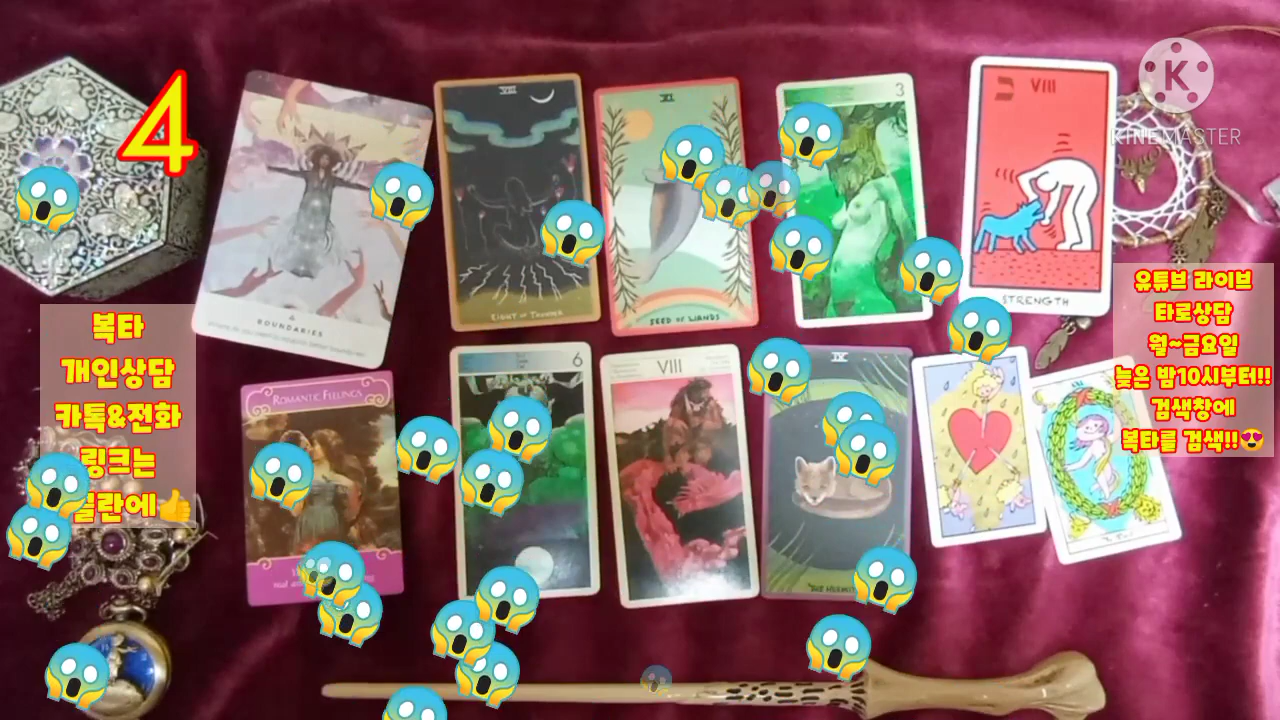 4
BOUNDARIES
VIII
EIGHT OF THUNDER
VI
SEED OF WANDS
3
VIII
STRENGTH
K
KINEMASTER
복타
개인상담
카톡&전화
링크는
란에👍
유튜브 라이브
타로상담
월~금요일
늦은 밤10시부터!!
검색창에
복타를 검색!!😍
ROMANTIC FEELINGS
6
VIII
IX
THE HERMIT